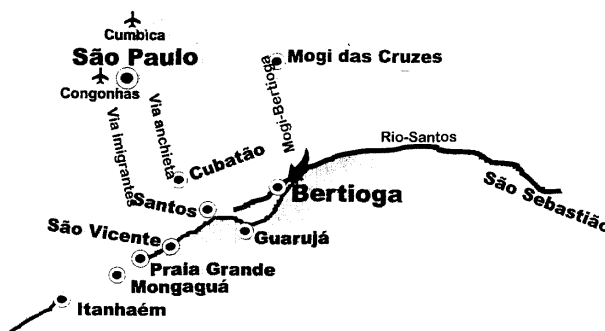 Cumbica
São Paulo
Congonhas
Mogi das Cruzes
Via Imigrantes
Via anchieta
Mogi-Bertioga
Rio-Santos
Cubatão
São Sebastião
Bertioga
Santos
São Vicente
Guarujá
Praia Grande
Mongaguá
Itanhaém